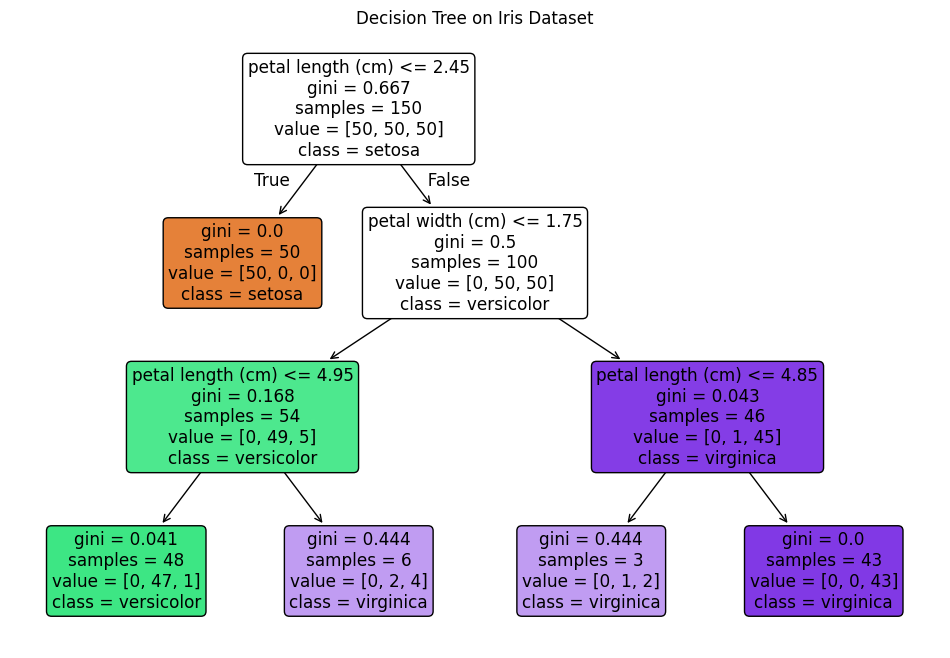 Decision Tree on Iris Dataset
petal length (cm) <= 2.45
gini = 0.667
samples = 150
value = [50, 50, 50]
class = setosa
True
False
gini = 0.0
samples = 50
value = [50, 0, 0]
class = setosa
petal width (cm) <= 1.75
gini = 0.5
samples = 100
value = [0, 50, 50]
class = versicolor
petal length (cm) <= 4.95
gini = 0.168
samples = 54
value = [0, 49, 5]
class = versicolor
petal length (cm) <= 4.85
gini = 0.043
samples = 46
value = [0, 1, 45]
class = virginica
gini = 0.041
samples = 48
value = [0, 47, 1]
class = versicolor
gini = 0.444
samples = 6
value = [0, 2, 4]
class = virginica
gini = 0.444
samples = 3
value = [0, 1, 2]
class = virginica
gini = 0.0
samples = 43
value = [0, 0, 43]
class = virginica